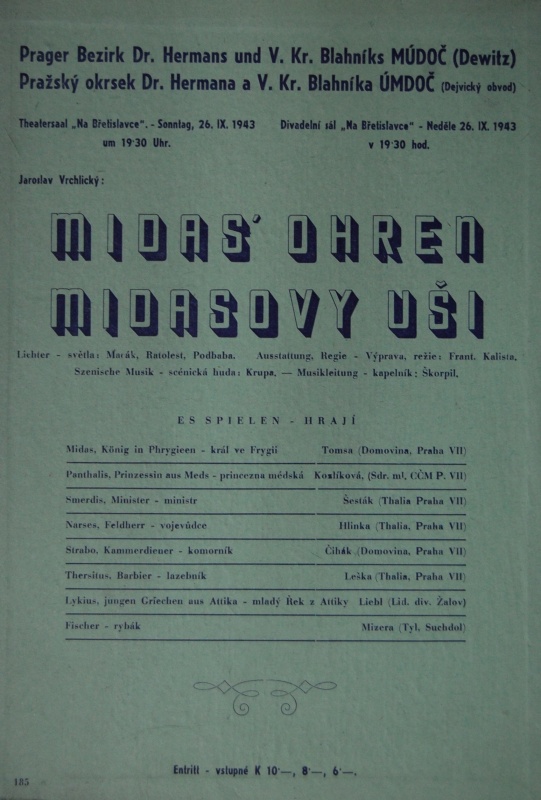 Prager Bezirk Dr. Hermans und V. Kr. Blahníks MÚDOČ (Dewitz)
Pražský okrsek Dr. Hermana a V. Kr. Blahníka ÚMDOČ (Dejvický obvod)
Theatersaal „Na Břetislavce“. - Sonntag, 26. IX. 1943
um 19·30 Uhr.
Divadelní sál „Na Břetislavce“ - Neděle 26. IX. 1943
v 19·30 hod.
Jaroslav Vrchlický:
MIDAS’ OHREN
MIDASOVY UŠI
Lichter - světla: Macák, Ratolest, Podbaba. Ausstattung, Regie - Výprava, režie: Frant. Kalista.
Szenische Musik - scénická huda: Krupa. — Musikleitung - kapelník: Škorpil.
ES SPIELEN - HRAJÍ
Midas, König in Phrygien - král ve Frygii Tomsa (Domovina, Praha VII)
Panthalis, Prinzessin aus Meds - princezna médská Kozlíková, (Sdr. ml. CČM P. VII)
Smerdis, Minister - ministr Šesták (Thalia Praha VII)
Narses, Feldherr - vojevůdce Hlinka (Thalia, Praha VII)
Strabo, Kammerdiener - komorník Čihák (Domovina, Praha VII)
Thersitus, Barbier - lazebník Leška (Thalia, Praha VII)
Lykius, jungen Griechen aus Attika - mladý Řek z Attiky Liebl (Lid. div. Žalov)
Fischer - rybák Mizera (Tyl, Suchdol)
Entritt - vstupné K 10·—, 8·—, 6·—.
185